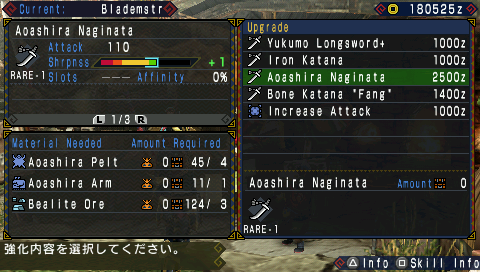 Current: Blademstr
180525z
Aoashira Naginata
Attack 110
Shrpnss +1
RARE-1 Slots ——— Affinity 0%
L 1/3 R
Material Needed Amount Required
Aoashira Pelt 0 45/ 4
Aoashira Arm 0 11/ 1
Bealite Ore 0 124/ 3
Upgrade
Yukumo Longsword+ 1000z
Iron Katana 1000z
Aoashira Naginata 2500z
Bone Katana "Fang" 1400z
Increase Attack 1000z
Aoashira Naginata Amount 0
RARE-1
強化内容を選択してください。
△ Info □ Skill Info